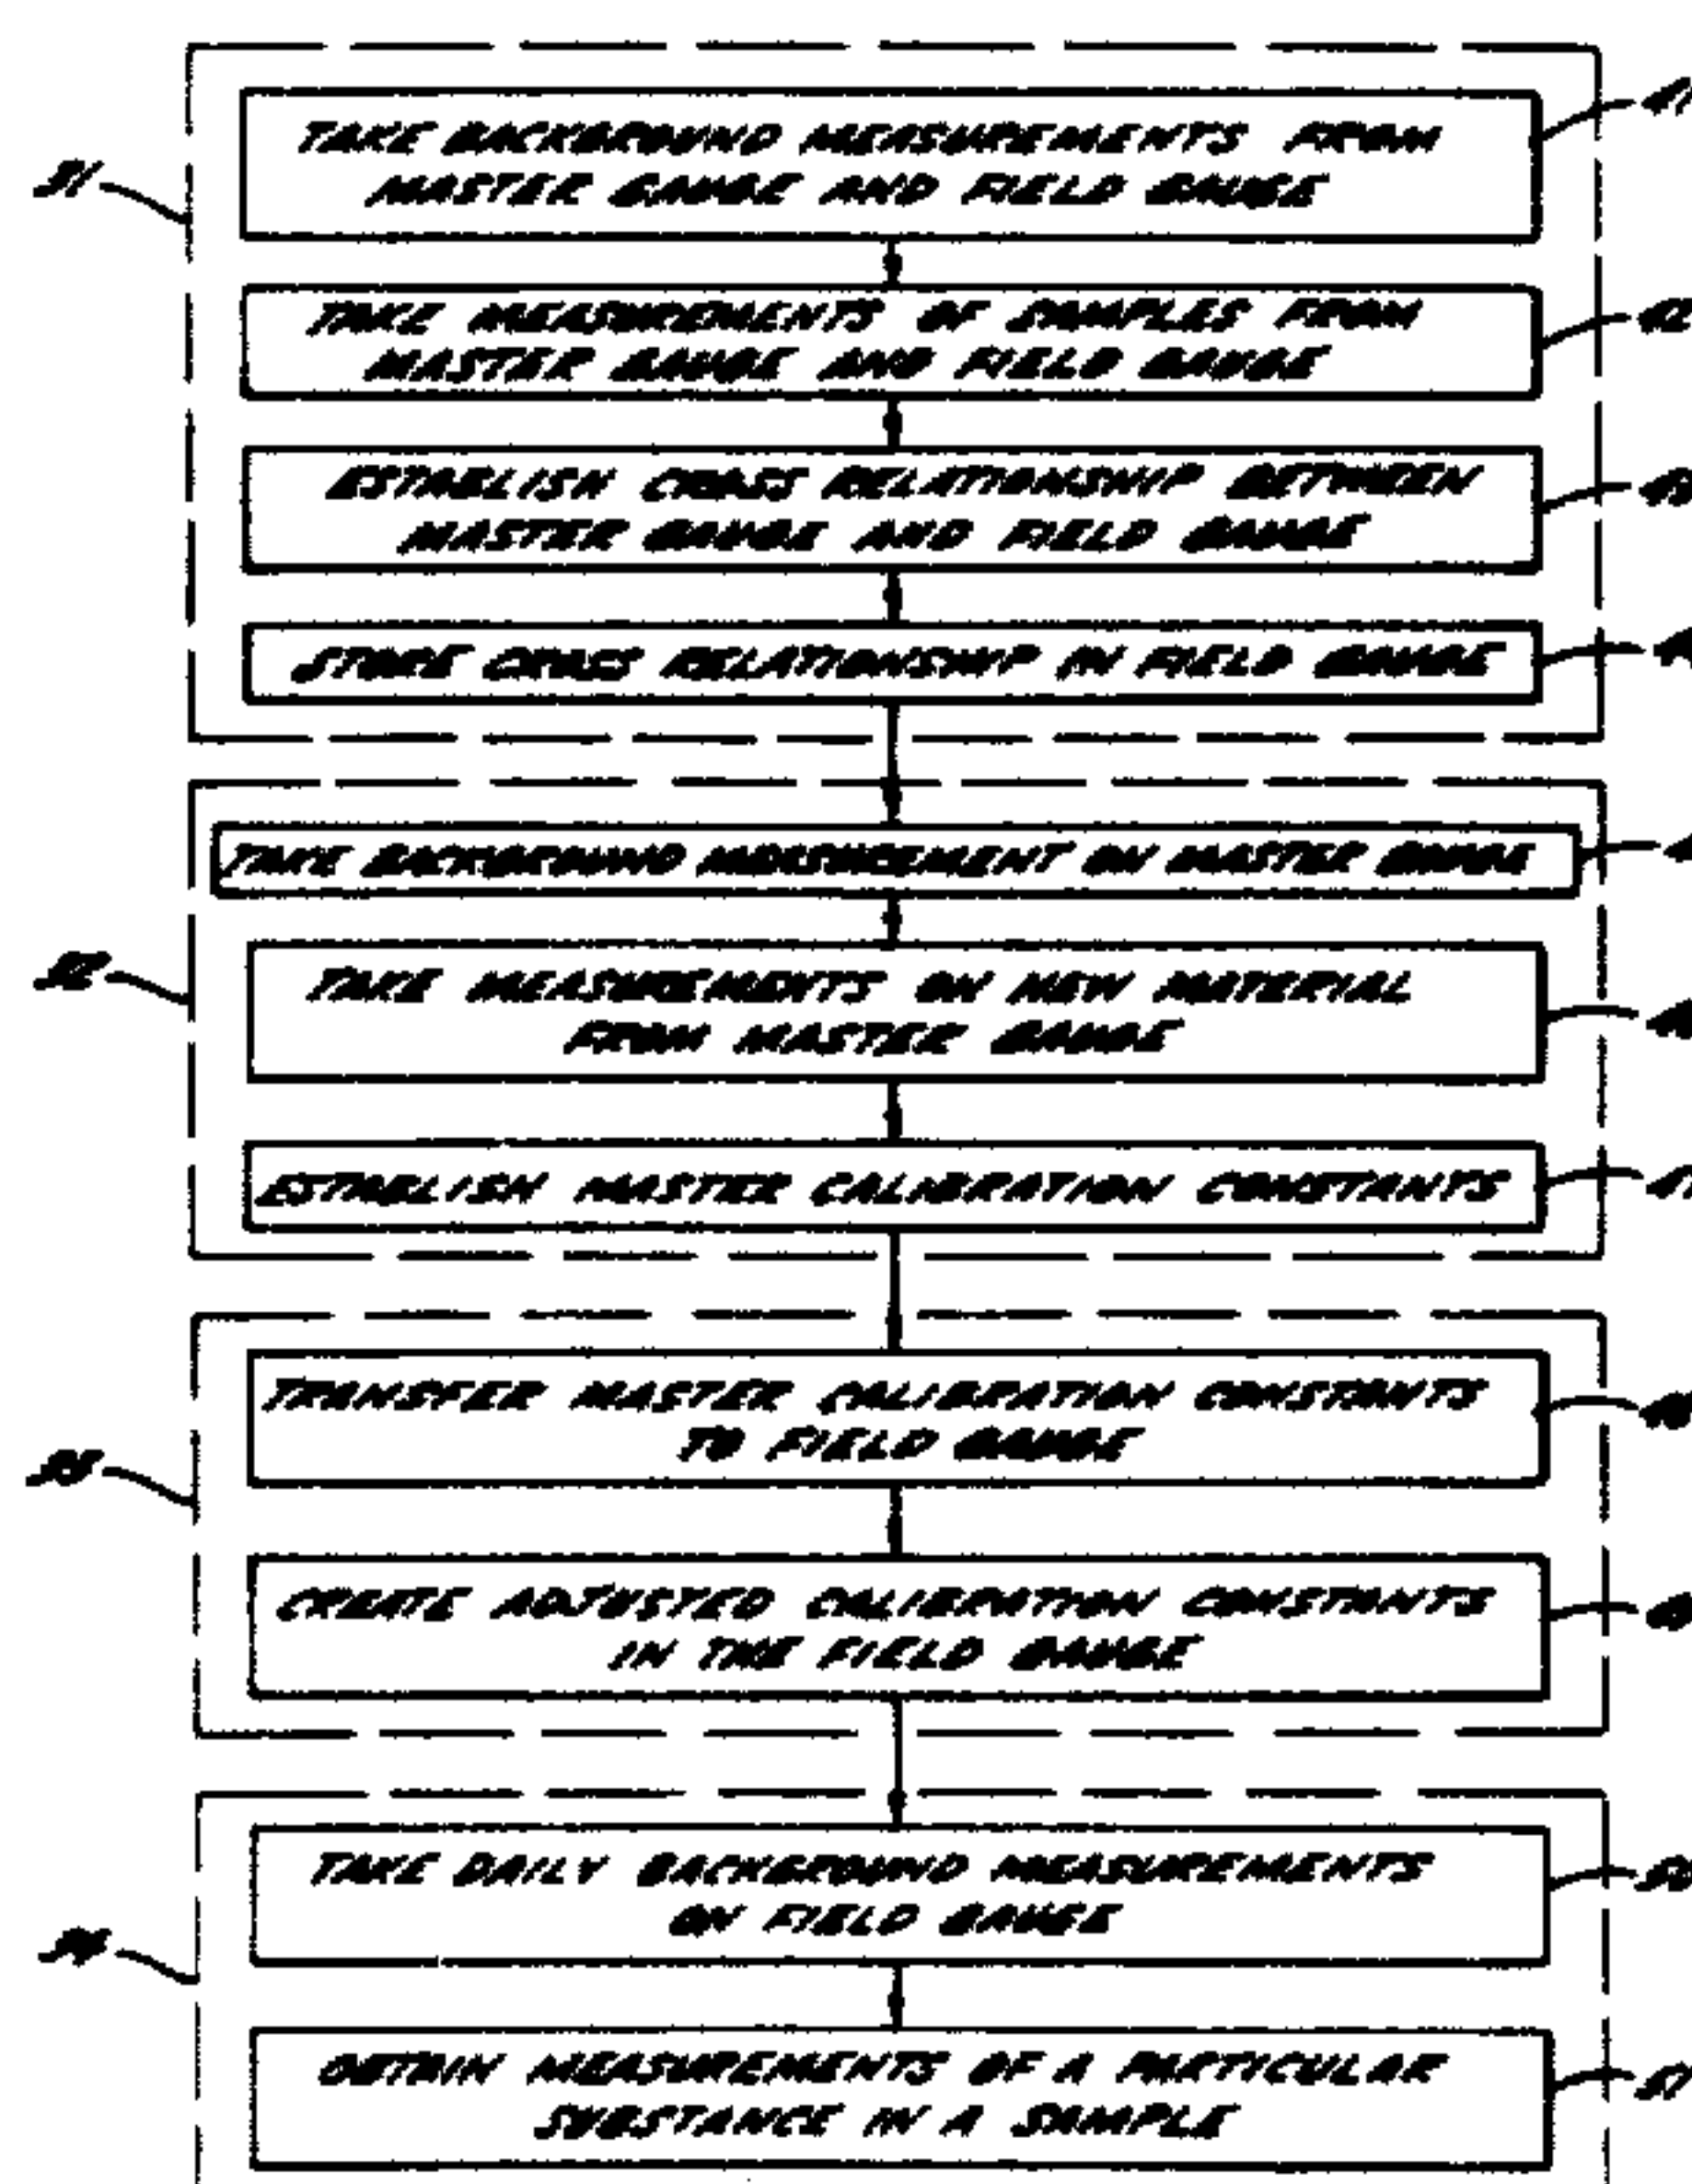 TAKE BACKGROUND MEASUREMENTS FROM
MASTER GAUGE AND FIELD GAUGE
31
TAKE MEASUREMENTS OF SAMPLES FROM
MASTER GAUGE AND FIELD GAUGE
ESTABLISH CROSS RELATIONSHIP BETWEEN
MASTER GAUGE AND FIELD GAUGE
STORE CROSS RELATIONSHIP IN FIELD GAUGE
TAKE BACKGROUND MEASUREMENT ON MASTER GAUGE
32
TAKE MEASUREMENTS ON NEW MATERIAL
FROM MASTER GAUGE
ESTABLISH MASTER CALIBRATION CONSTANTS
TRANSFER MASTER CALIBRATION CONSTANTS
TO FIELD GAUGE
CREATE ADJUSTED CALIBRATION CONSTANTS
IN THE FIELD GAUGE
TAKE DAILY BACKGROUND MEASUREMENTS
ON FIELD GAUGE
OBTAIN MEASUREMENTS OF A PARTICULAR
SUBSTANCE IN A SAMPLE